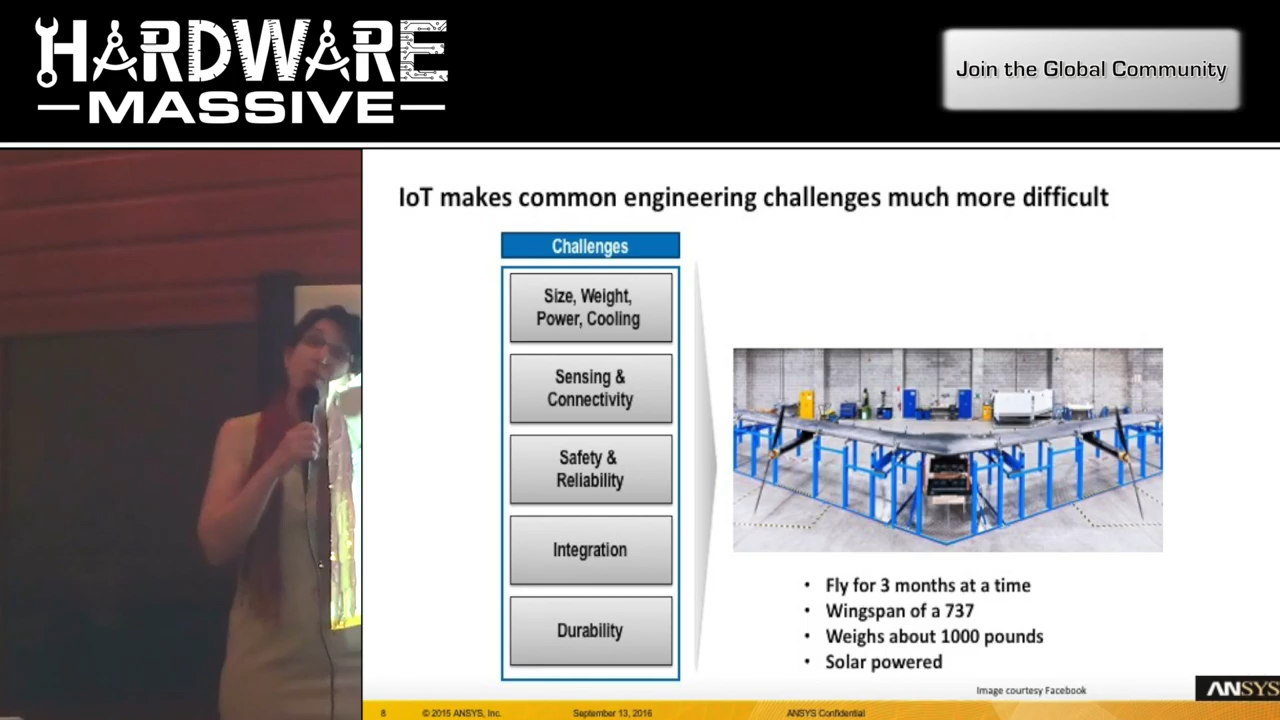 HARDWARE
MASSIVE
Join the Global Community
IoT makes common engineering challenges much more difficult
Challenges
Size, Weight,
Power, Cooling
Sensing &
Connectivity
Safety &
Reliability
Integration
Durability
• Fly for 3 months at a time
• Wingspan of a 737
• Weighs about 1000 pounds
• Solar powered
Image courtesy Facebook
ANSYS
8 © 2015 ANSYS, Inc. September 13, 2016 ANSYS Confidential